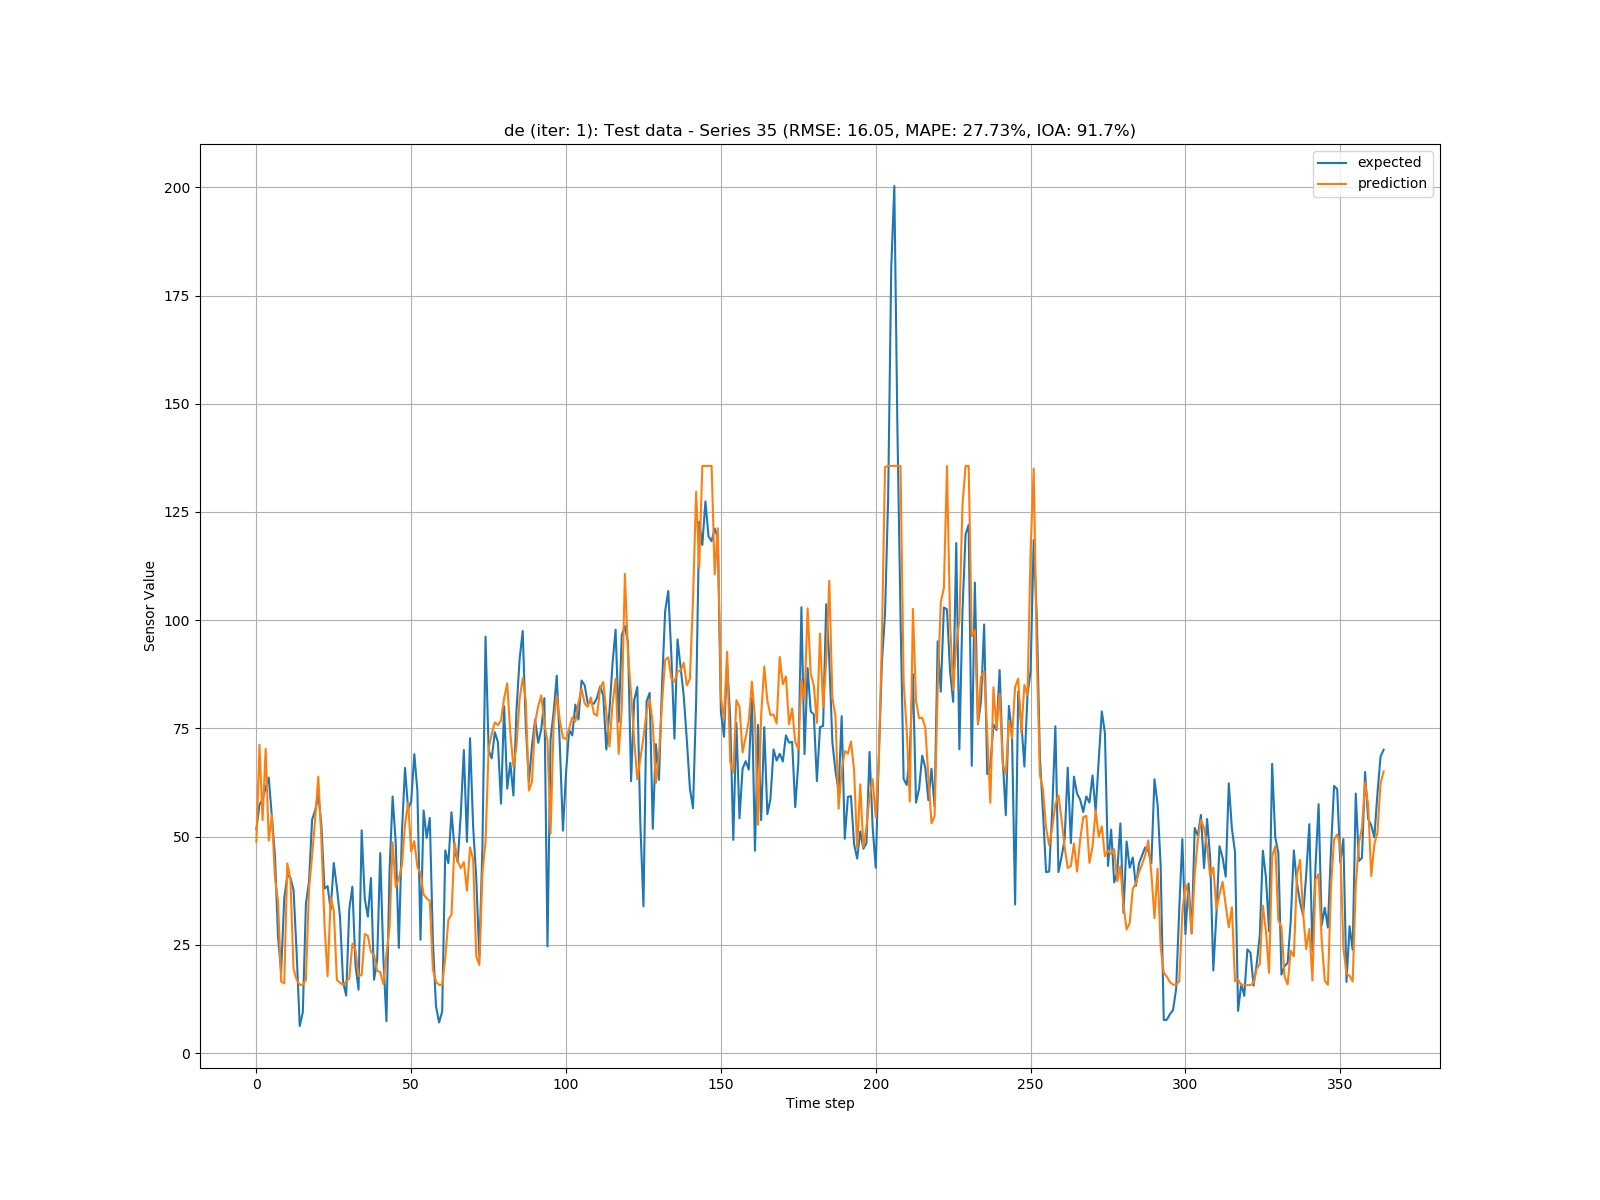 de (iter: 1): Test data - Series 35 (RMSE: 16.05, MAPE: 27.73%, IOA: 91.7%)
expected
prediction
200
175
150
125
100
75
50
25
0
Sensor Value
0 50 100 150 200 250 300 350
Time step